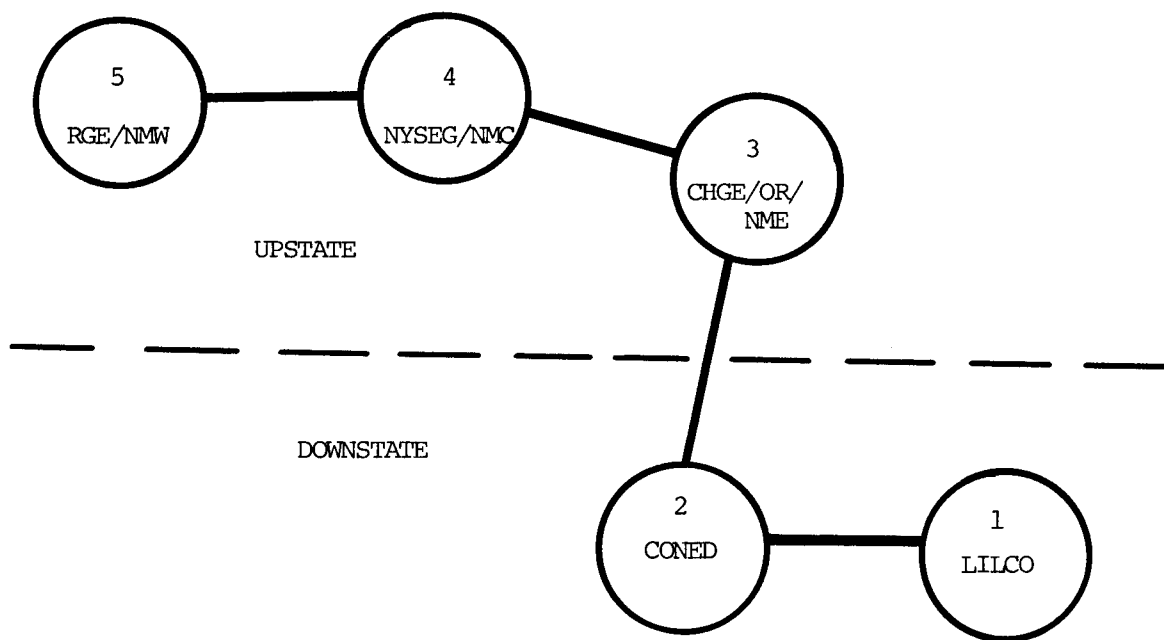 5
RGE/NMW
4
NYSEG/NMC
3
CHGE/OR/
NME
UPSTATE
DOWNSTATE
2
CONED
1
LILCO